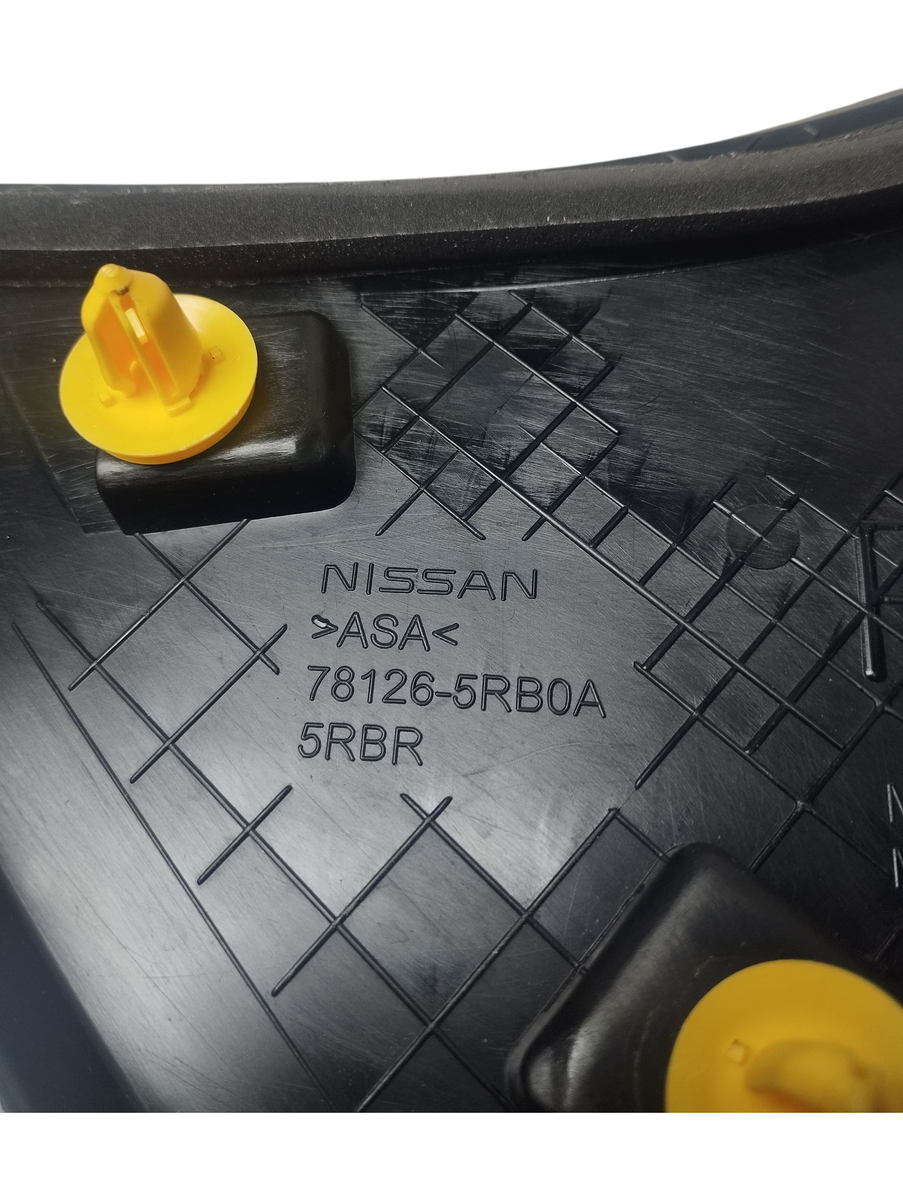 NISSAN
>ASA<
78126-5RB0A
5RBR